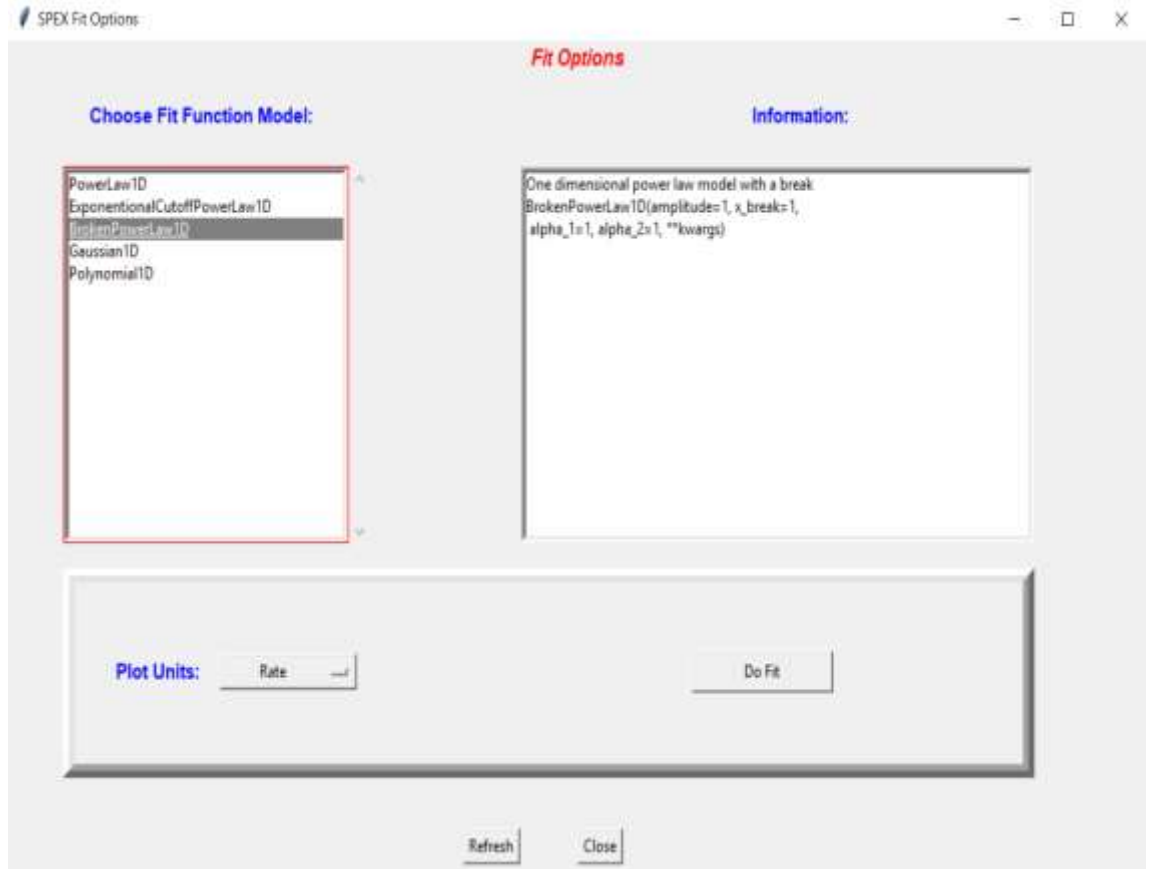 SPEX Fit Options
Fit Options
Choose Fit Function Model:
Information:
PowerLaw1D
ExponentionalCutoffPowerLaw1D
BrokenPowerLaw1D
Gaussian1D
Polynomial1D
One dimensional power law model with a break
BrokenPowerLaw1D(amplitude=1, x_break=1,
alpha_1=1, alpha_2=1, **kwargs)
Plot Units:
Rate
Do Fit
Refresh
Close